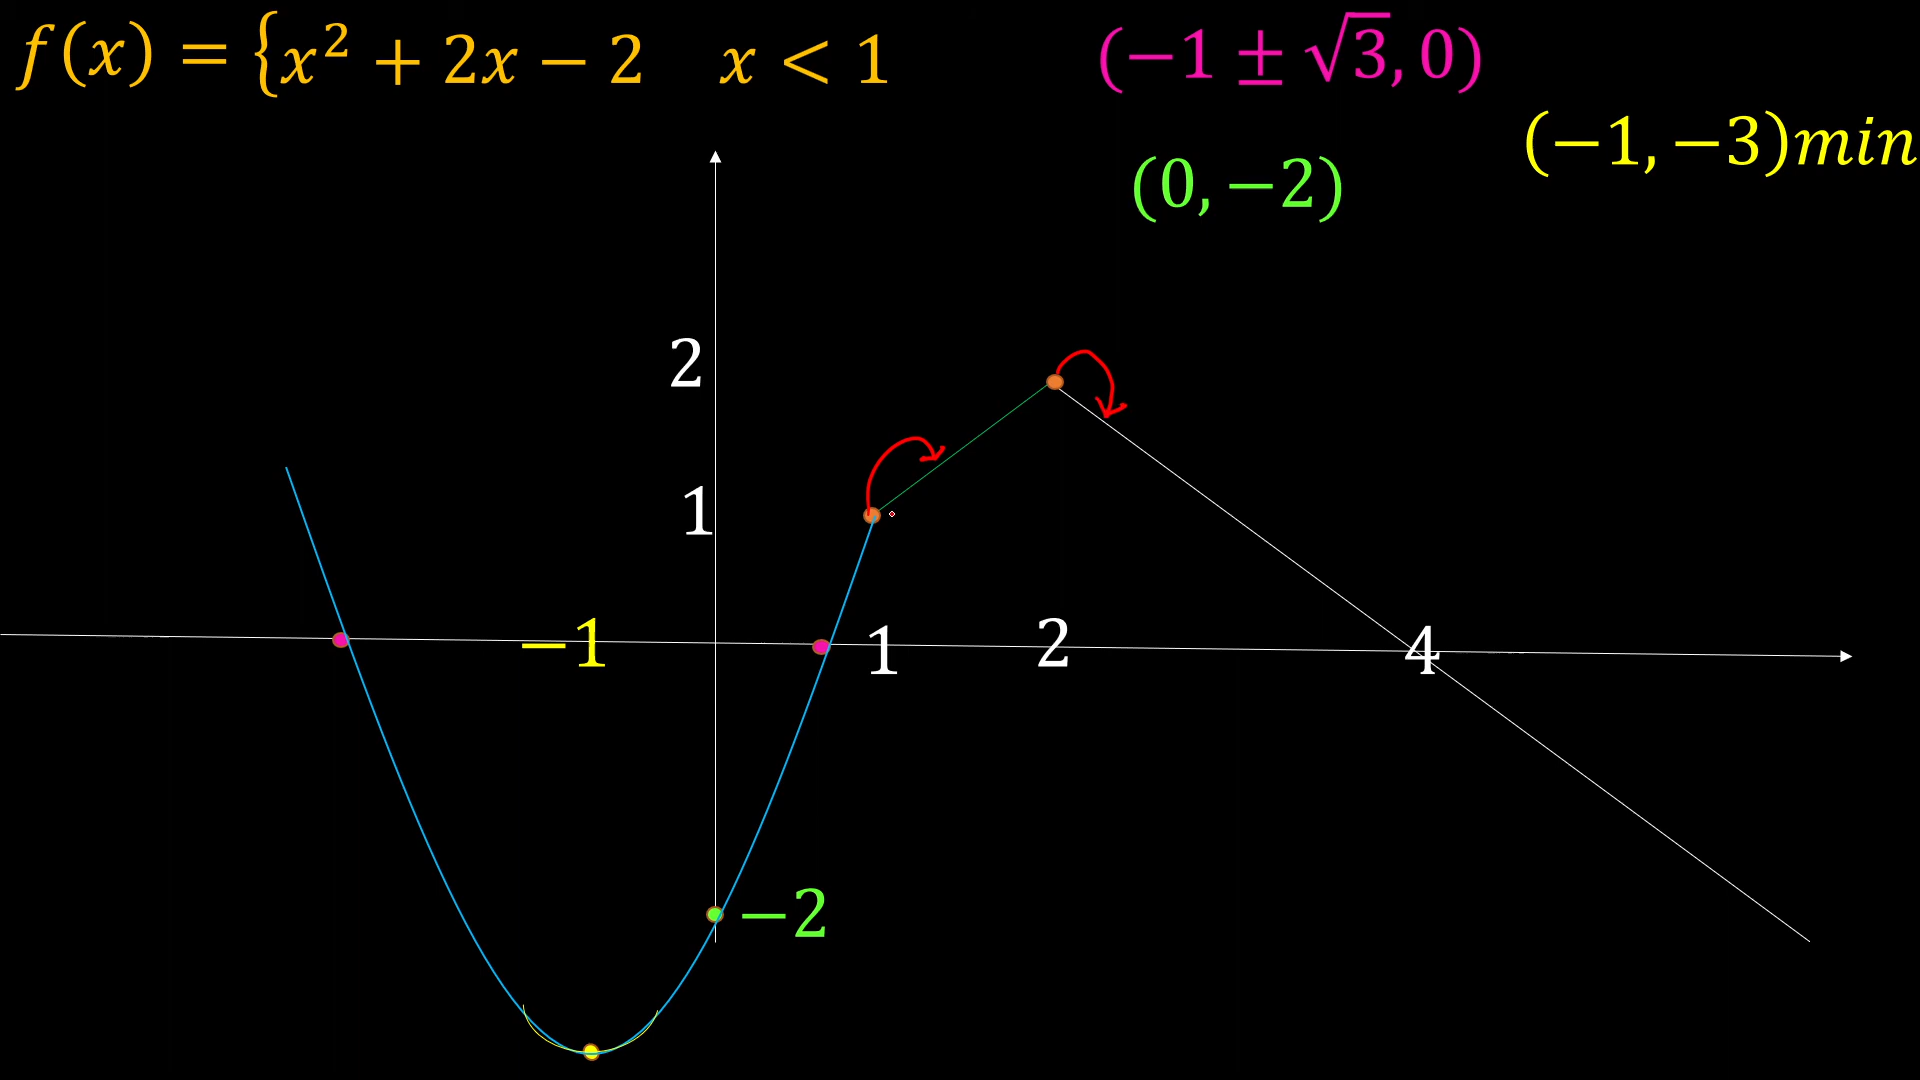 f(x) = {x² + 2x − 2   x < 1
(−1 ± √3, 0)
(−1, −3)min
(0, −2)
2
1
−1
1
2
4
−2